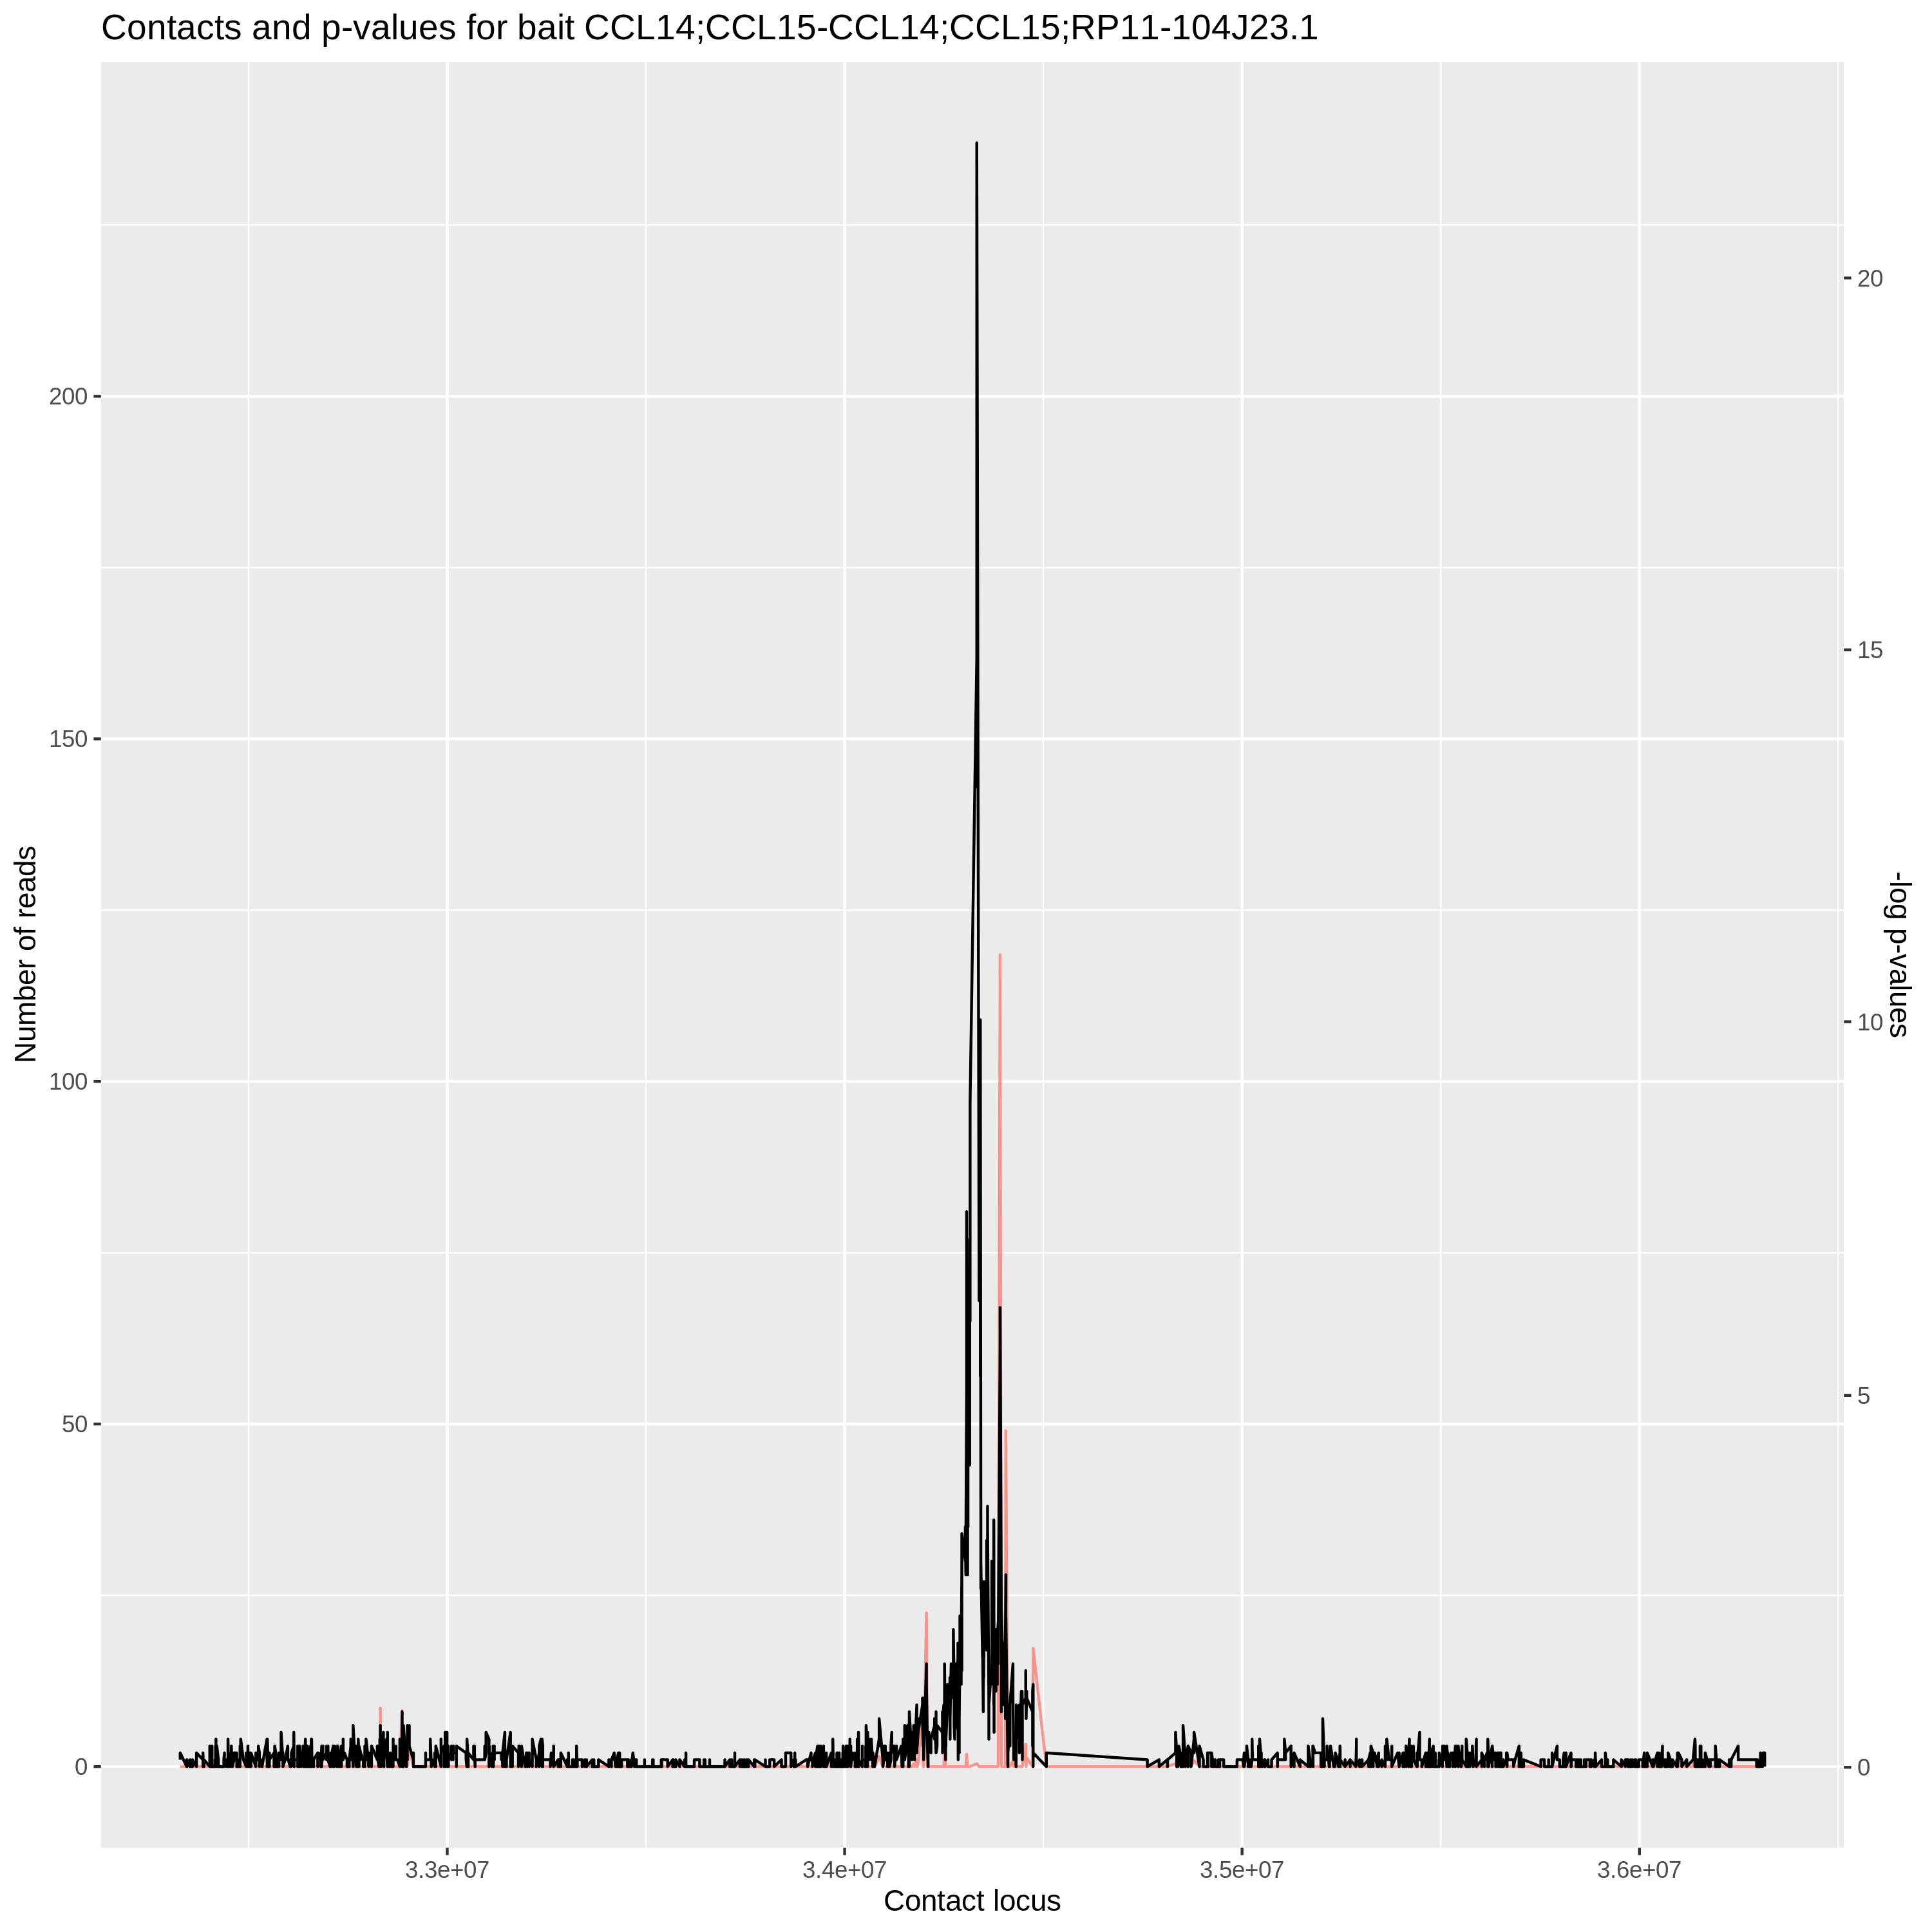 Contacts and p-values for bait CCL14;CCL15-CCL14;CCL15;RP11-104J23.1
Number of reads
200
150
100
50
0
20
15
10
5
0
-log p-values
3.3e+07
3.4e+07
3.5e+07
3.6e+07
Contact locus